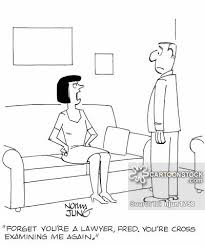 CARTOONSTOCK
.com
NORM
JUNG
"FORGET YOU'RE A LAWYER, FRED, YOU'RE CROSS
EXAMINING ME AGAIN."